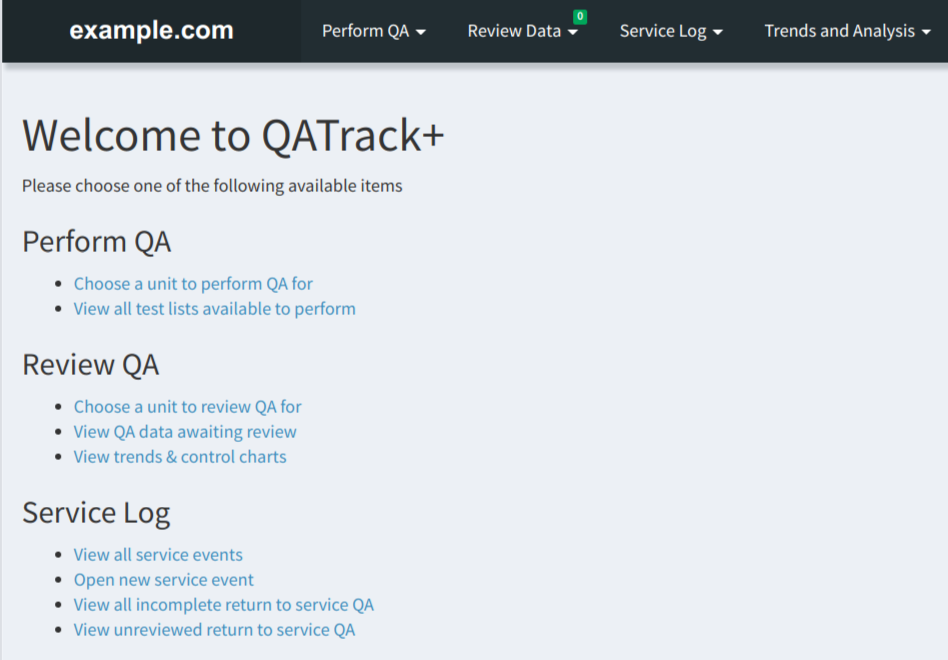 example.com Perform QA Review Data 0 Service Log Trends and Analysis
Welcome to QATrack+
Please choose one of the following available items
Perform QA
Choose a unit to perform QA for
View all test lists available to perform
Review QA
Choose a unit to review QA for
View QA data awaiting review
View trends & control charts
Service Log
View all service events
Open new service event
View all incomplete return to service QA
View unreviewed return to service QA